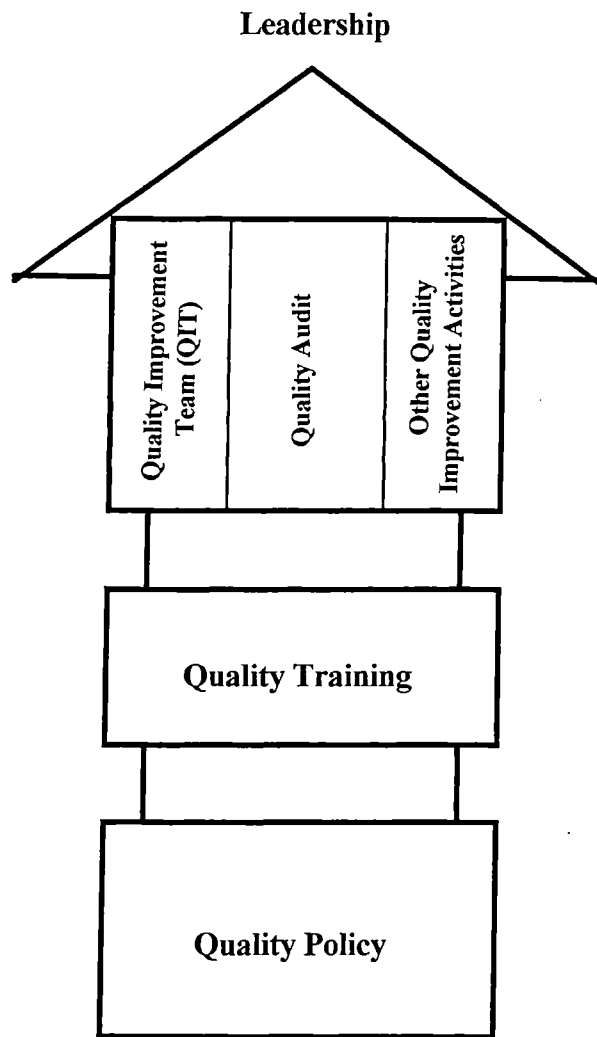 Leadership
Quality Improvement
Team (QIT)
Quality Audit
Other Quality
Improvement Activities
Quality Training
Quality Policy